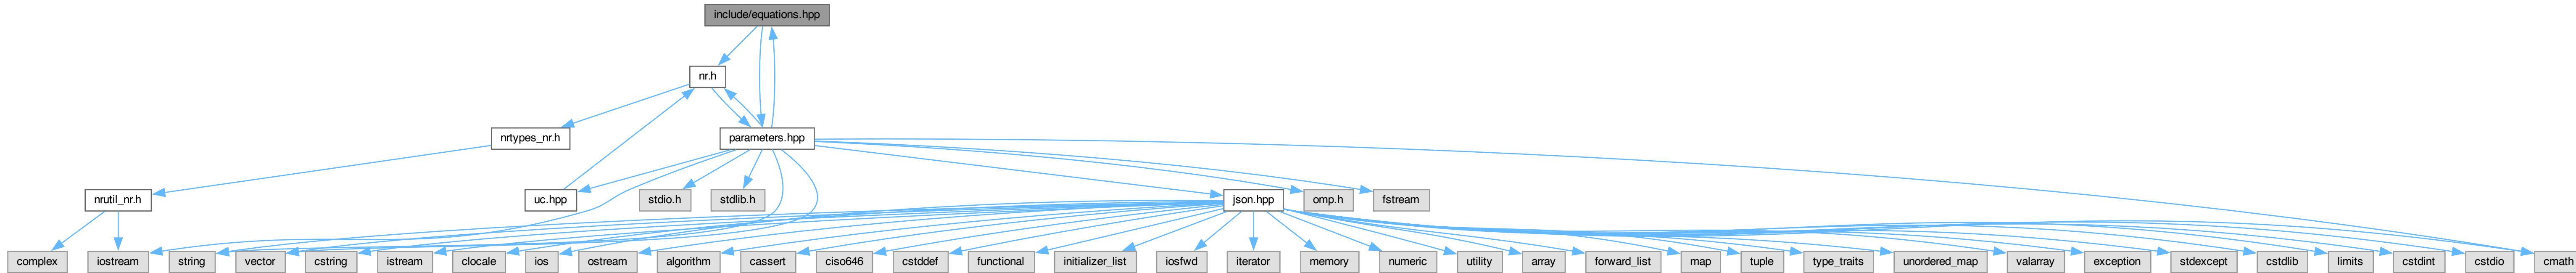 include/equations.hpp
nr.h
nrtypes_nr.h
parameters.hpp
nrutil_nr.h
uc.hpp
stdio.h
stdlib.h
json.hpp
omp.h
fstream
complex
iostream
string
vector
cstring
istream
clocale
ios
ostream
algorithm
cassert
ciso646
cstddef
functional
initializer_list
iosfwd
iterator
memory
numeric
utility
array
forward_list
map
tuple
type_traits
unordered_map
valarray
exception
stdexcept
cstdlib
limits
cstdint
cstdio
cmath